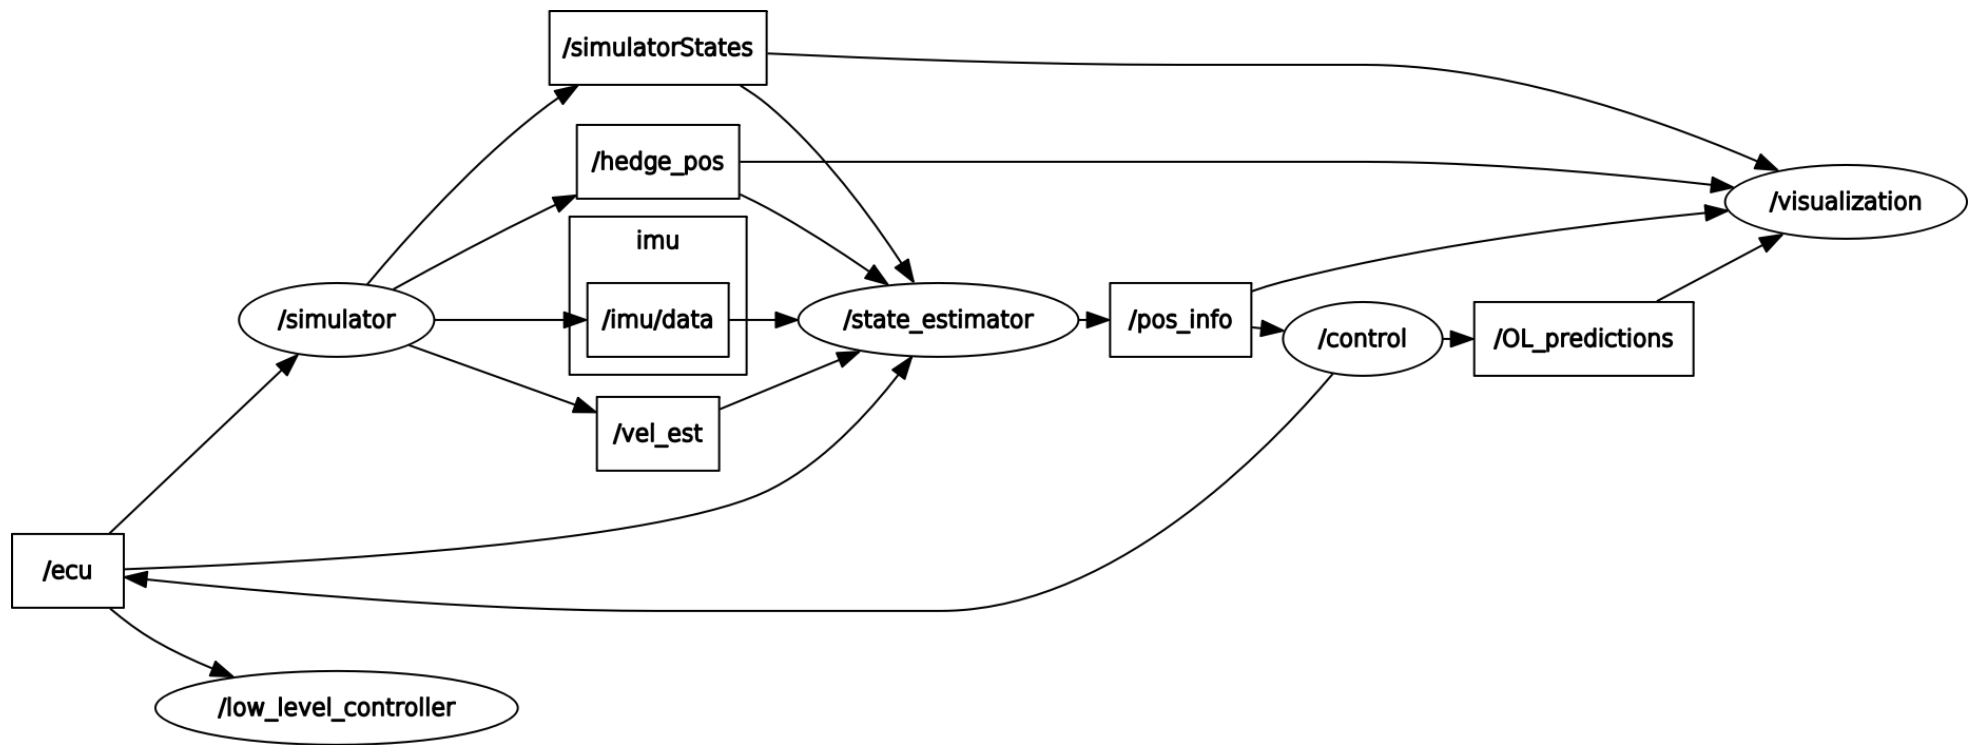 /simulatorStates
/hedge_pos
/visualization
imu
/simulator
/imu/data
/state_estimator
/pos_info
/control
/OL_predictions
/vel_est
/ecu
/low_level_controller